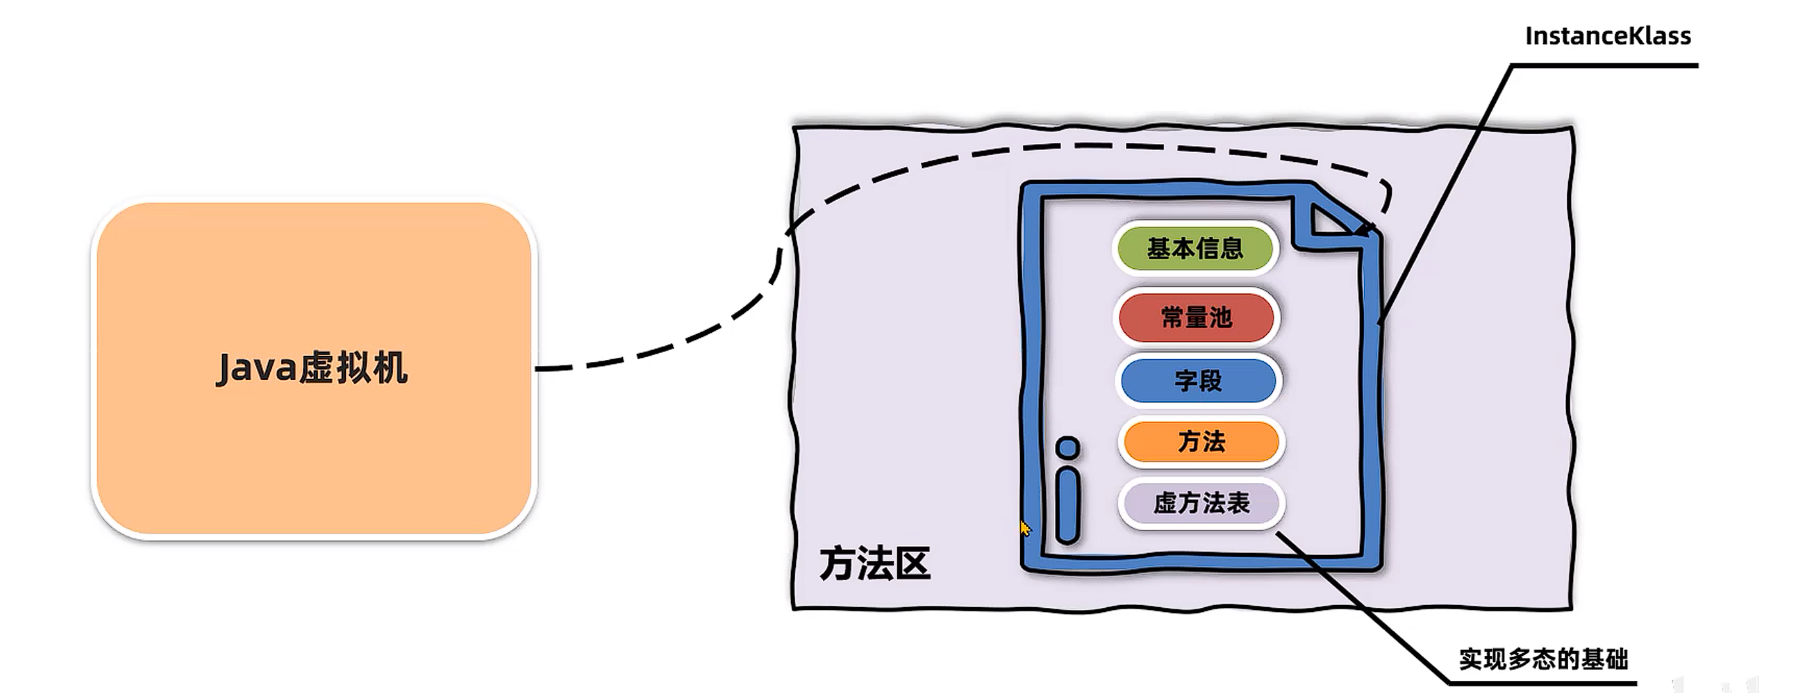 InstanceKlass
Java虚拟机
基本信息
常量池
字段
方法
虚方法表
方法区
实现多态的基础